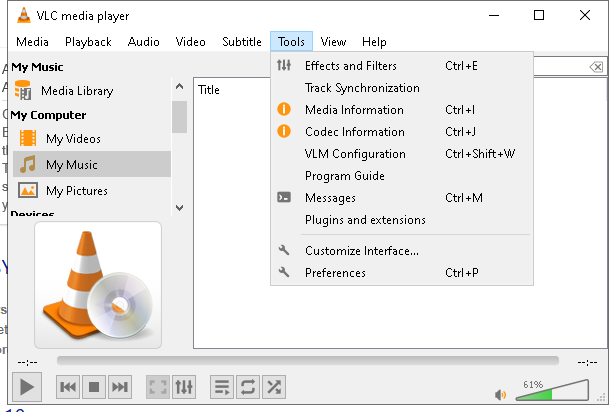 VLC media player
Media Playback Audio Video Subtitle Tools View Help
My Music
Media Library
My Computer
My Videos
My Music
My Pictures
Devices
Title
Effects and Filters Ctrl+E
Track Synchronization
Media Information Ctrl+I
Codec Information Ctrl+J
VLM Configuration Ctrl+Shift+W
Program Guide
Messages Ctrl+M
Plugins and extensions
Customize Interface...
Preferences Ctrl+P
--:-- --:--
61%